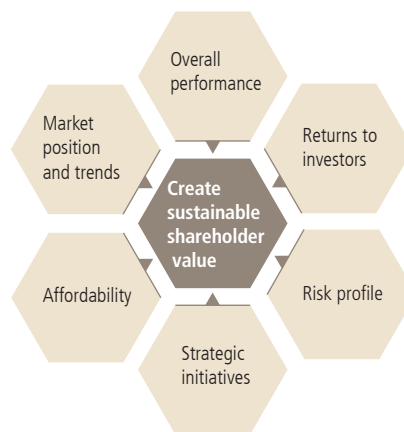 Overall
performance
Market
position
and trends
Returns to
investors
Create
sustainable
shareholder
value
Affordability
Risk profile
Strategic
initiatives